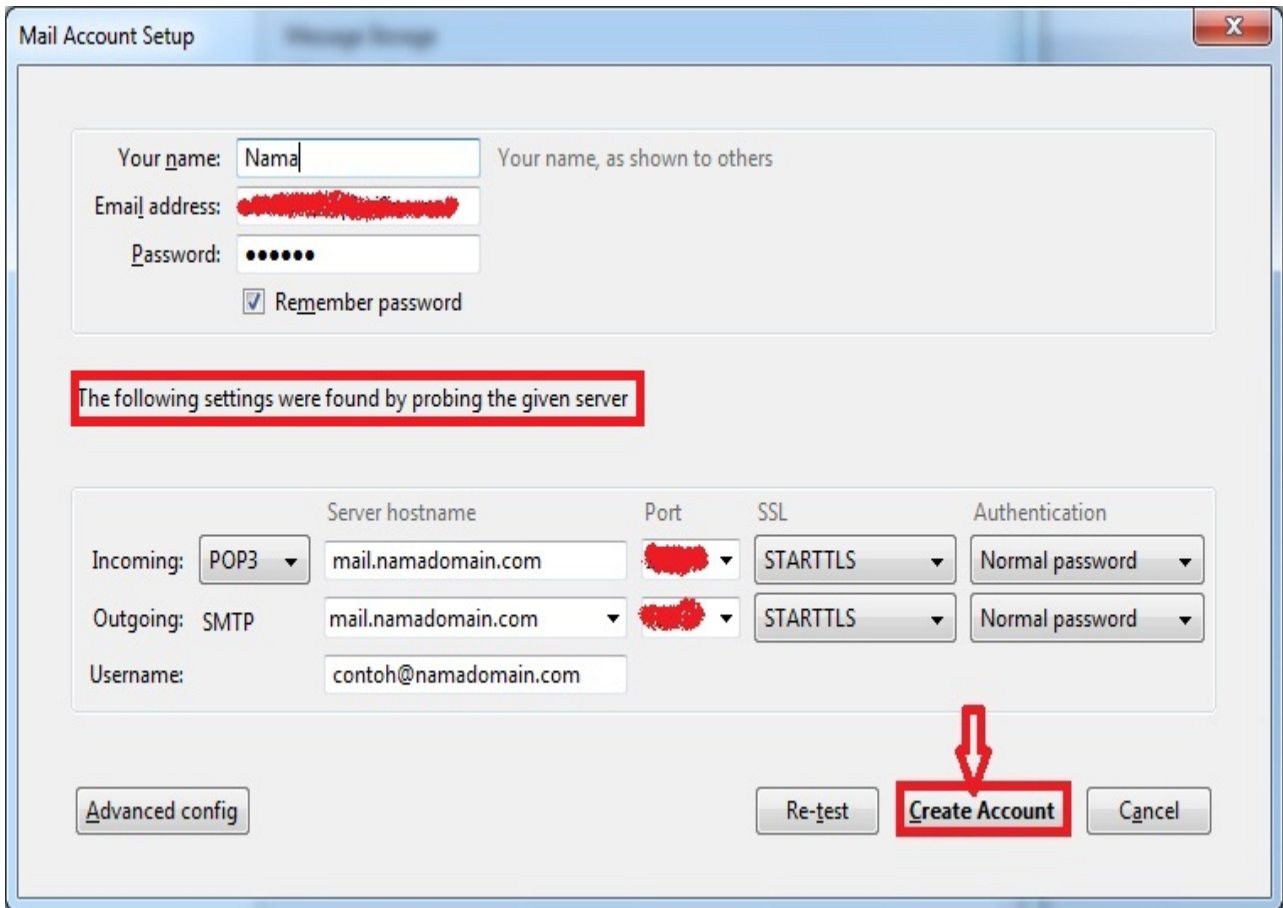 Mail Account Setup
Manage Storage
Your name: Nama Your name, as shown to others
Email address:
Password: ••••••
Remember password
The following settings were found by probing the given server
Server hostname Port SSL Authentication
Incoming: POP3 mail.namadomain.com STARTTLS Normal password
Outgoing: SMTP mail.namadomain.com STARTTLS Normal password
Username: contoh@namadomain.com
Advanced config Re-test Create Account Cancel